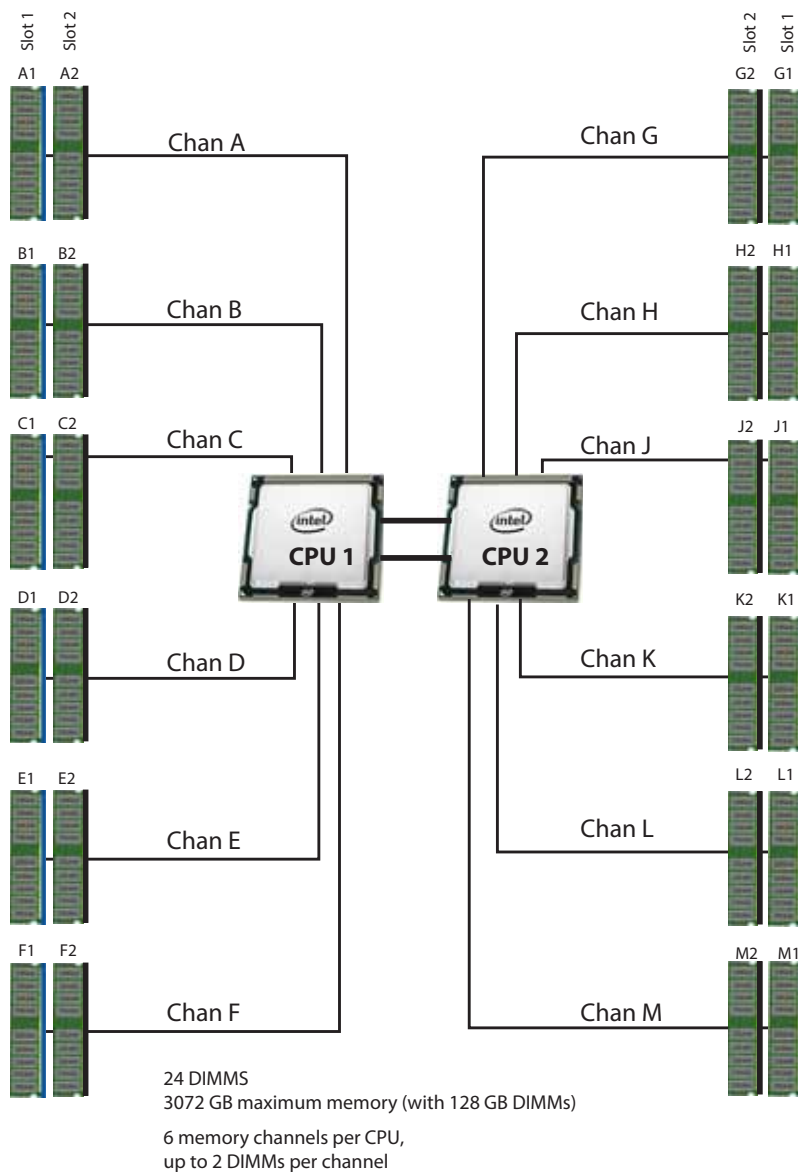 Slot 1 Slot 2 Slot 2 Slot 1
A1 A2 G2 G1
Chan A Chan G
B1 B2 H2 H1
Chan B Chan H
C1 C2 J2 J1
Chan C Chan J
intel intel
CPU 1 CPU 2
D1 D2 K2 K1
Chan D Chan K
E1 E2 L2 L1
Chan E Chan L
F1 F2 M2 M1
Chan F Chan M
24 DIMMS
3072 GB maximum memory (with 128 GB DIMMs)
6 memory channels per CPU,
up to 2 DIMMs per channel